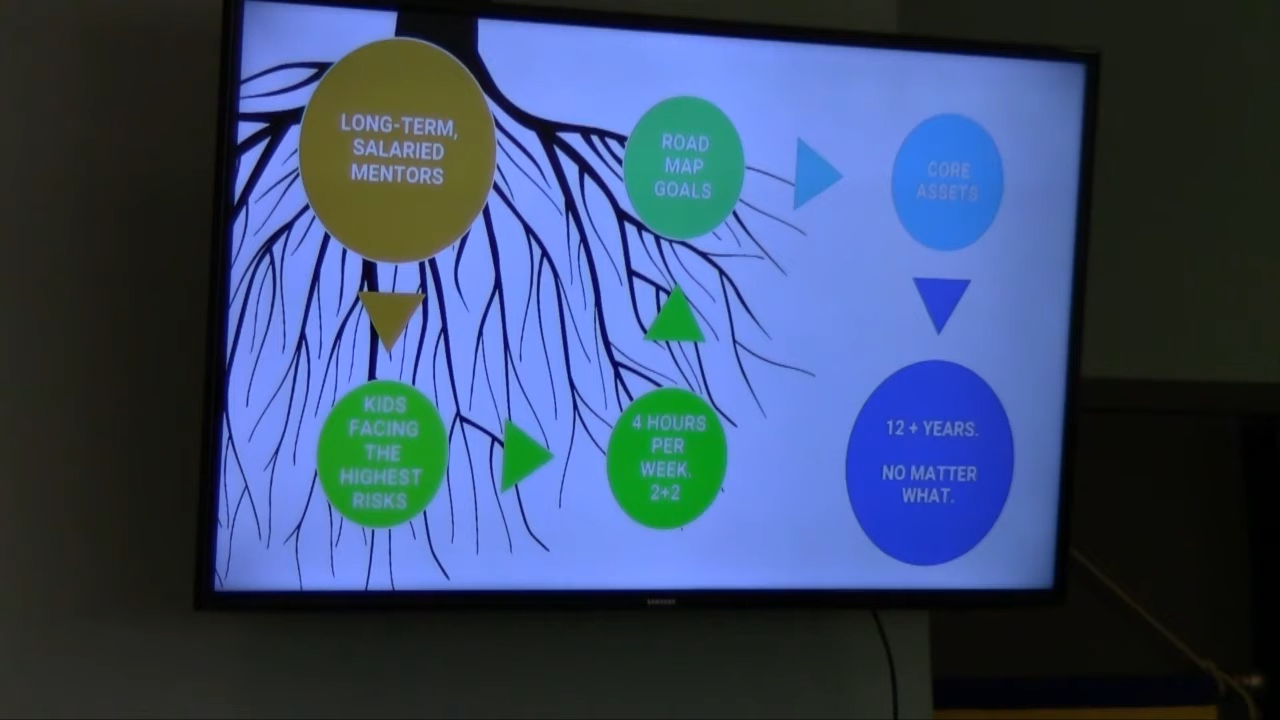 LONG-TERM,
SALARIED
MENTORS
KIDS
FACING
THE
HIGHEST
RISKS
4 HOURS
PER
WEEK.
2+2
ROAD
MAP
GOALS
CORE
ASSETS
12 + YEARS.
NO MATTER
WHAT.
SAMSUNG